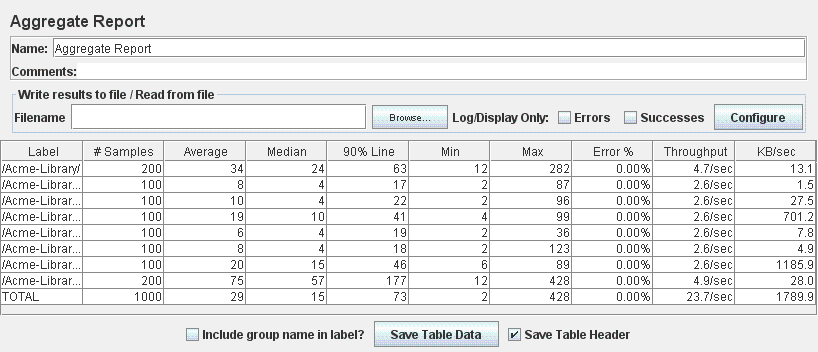 Aggregate Report
Name: Aggregate Report
Comments:
Write results to file / Read from file
Filename Browse... Log/Display Only: Errors Successes Configure
Label # Samples Average Median 90% Line Min Max Error % Throughput KB/sec
/Acme-Library/ 200 34 24 63 12 282 0.00% 4.7/sec 13.1
/Acme-Librar... 100 8 4 17 2 87 0.00% 2.6/sec 1.5
/Acme-Librar... 100 10 4 22 2 96 0.00% 2.6/sec 27.5
/Acme-Librar... 100 19 10 41 4 99 0.00% 2.6/sec 701.2
/Acme-Librar... 100 6 4 19 2 36 0.00% 2.6/sec 7.8
/Acme-Librar... 100 8 4 18 2 123 0.00% 2.6/sec 4.9
/Acme-Librar... 100 20 15 46 6 89 0.00% 2.6/sec 1185.9
/Acme-Librar... 200 75 57 177 12 428 0.00% 4.9/sec 28.0
TOTAL 1000 29 15 73 2 428 0.00% 23.7/sec 1789.9
Include group name in label? Save Table Data Save Table Header